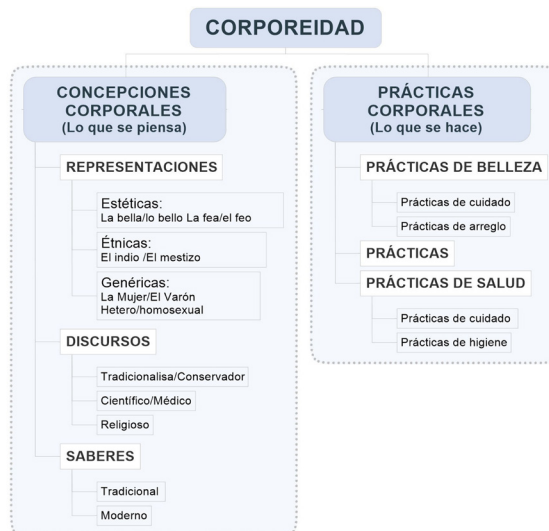 CORPOREIDAD
CONCEPCIONES
CORPORALES
(Lo que se piensa)
REPRESENTACIONES
Estéticas:
La bella/lo bello La fea/el feo
Étnicas:
El indio /El mestizo
Genéricas:
La Mujer/El Varón
Hetero/homosexual
DISCURSOS
Tradicionalisa/Conservador
Científico/Médico
Religioso
SABERES
Tradicional
Moderno
PRÁCTICAS
CORPORALES
(Lo que se hace)
PRÁCTICAS DE BELLEZA
Prácticas de cuidado
Prácticas de arreglo
PRÁCTICAS
PRÁCTICAS DE SALUD
Prácticas de cuidado
Prácticas de higiene